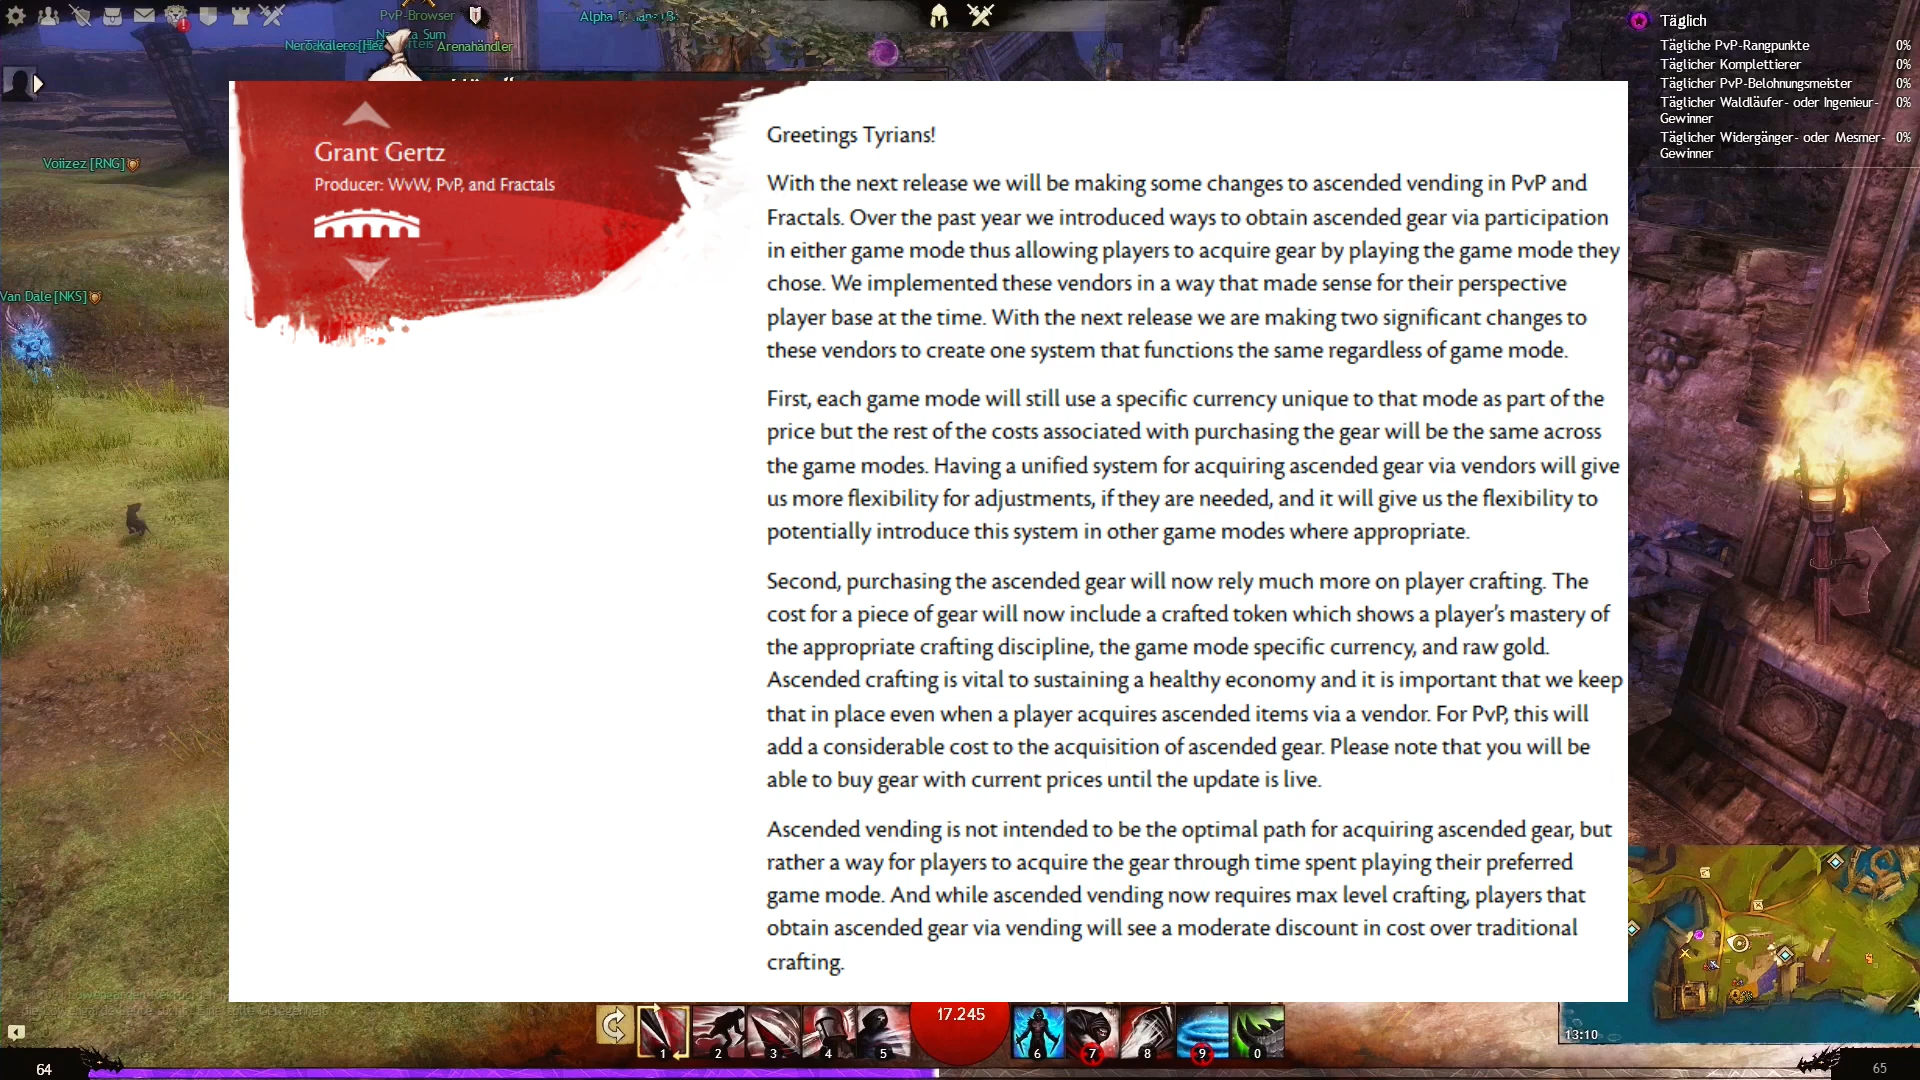 PvP-Browser
Arenahändler
Täglich
Tägliche PvP-Rangpunkte 0%
Täglicher Komplettierer 0%
Täglicher PvP-Belohnungsmeister 0%
Täglicher Waldläufer- oder Ingenieur- 0%
Gewinner
Täglicher Widergänger- oder Mesmer- 0%
Gewinner
Voiizez [RNG]
Van Dale [NKS]
Grant Gertz
Producer: WvW, PvP, and Fractals
Greetings Tyrians!
With the next release we will be making some changes to ascended vending in PvP and
Fractals. Over the past year we introduced ways to obtain ascended gear via participation
in either game mode thus allowing players to acquire gear by playing the game mode they
chose. We implemented these vendors in a way that made sense for their perspective
player base at the time. With the next release we are making two significant changes to
these vendors to create one system that functions the same regardless of game mode.
First, each game mode will still use a specific currency unique to that mode as part of the
price but the rest of the costs associated with purchasing the gear will be the same across
the game modes. Having a unified system for acquiring ascended gear via vendors will give
us more flexibility for adjustments, if they are needed, and it will give us the flexibility to
potentially introduce this system in other game modes where appropriate.
Second, purchasing the ascended gear will now rely much more on player crafting. The
cost for a piece of gear will now include a crafted token which shows a player's mastery of
the appropriate crafting discipline, the game mode specific currency, and raw gold.
Ascended crafting is vital to sustaining a healthy economy and it is important that we keep
that in place even when a player acquires ascended items via a vendor. For PvP, this will
add a considerable cost to the acquisition of ascended gear. Please note that you will be
able to buy gear with current prices until the update is live.
Ascended vending is not intended to be the optimal path for acquiring ascended gear, but
rather a way for players to acquire the gear through time spent playing their preferred
game mode. And while ascended vending now requires max level crafting, players that
obtain ascended gear via vending will see a moderate discount in cost over traditional
crafting.
17.245
1 2 3 4 5 6 7 8 9 0
13:10
64
65